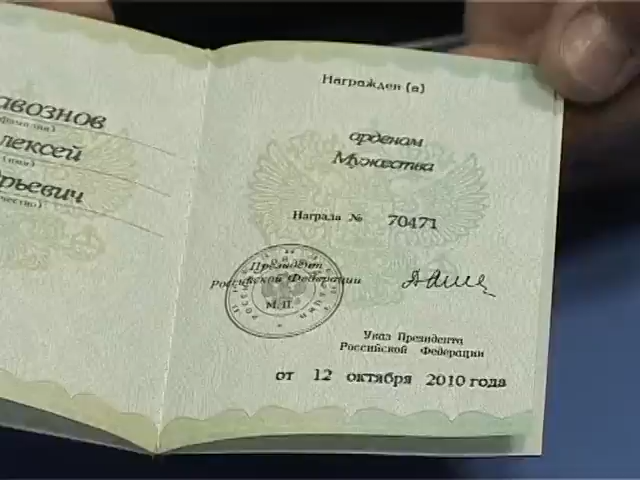 авознов
(фамилия)
лексей
(имя)
рьевич
Награжден (а)
орденом
Мужества
Награда № 70471
Президент
Российской Федерации
М.П.
Указ Президента
Российской Федерации
от 12 октября 2010 года